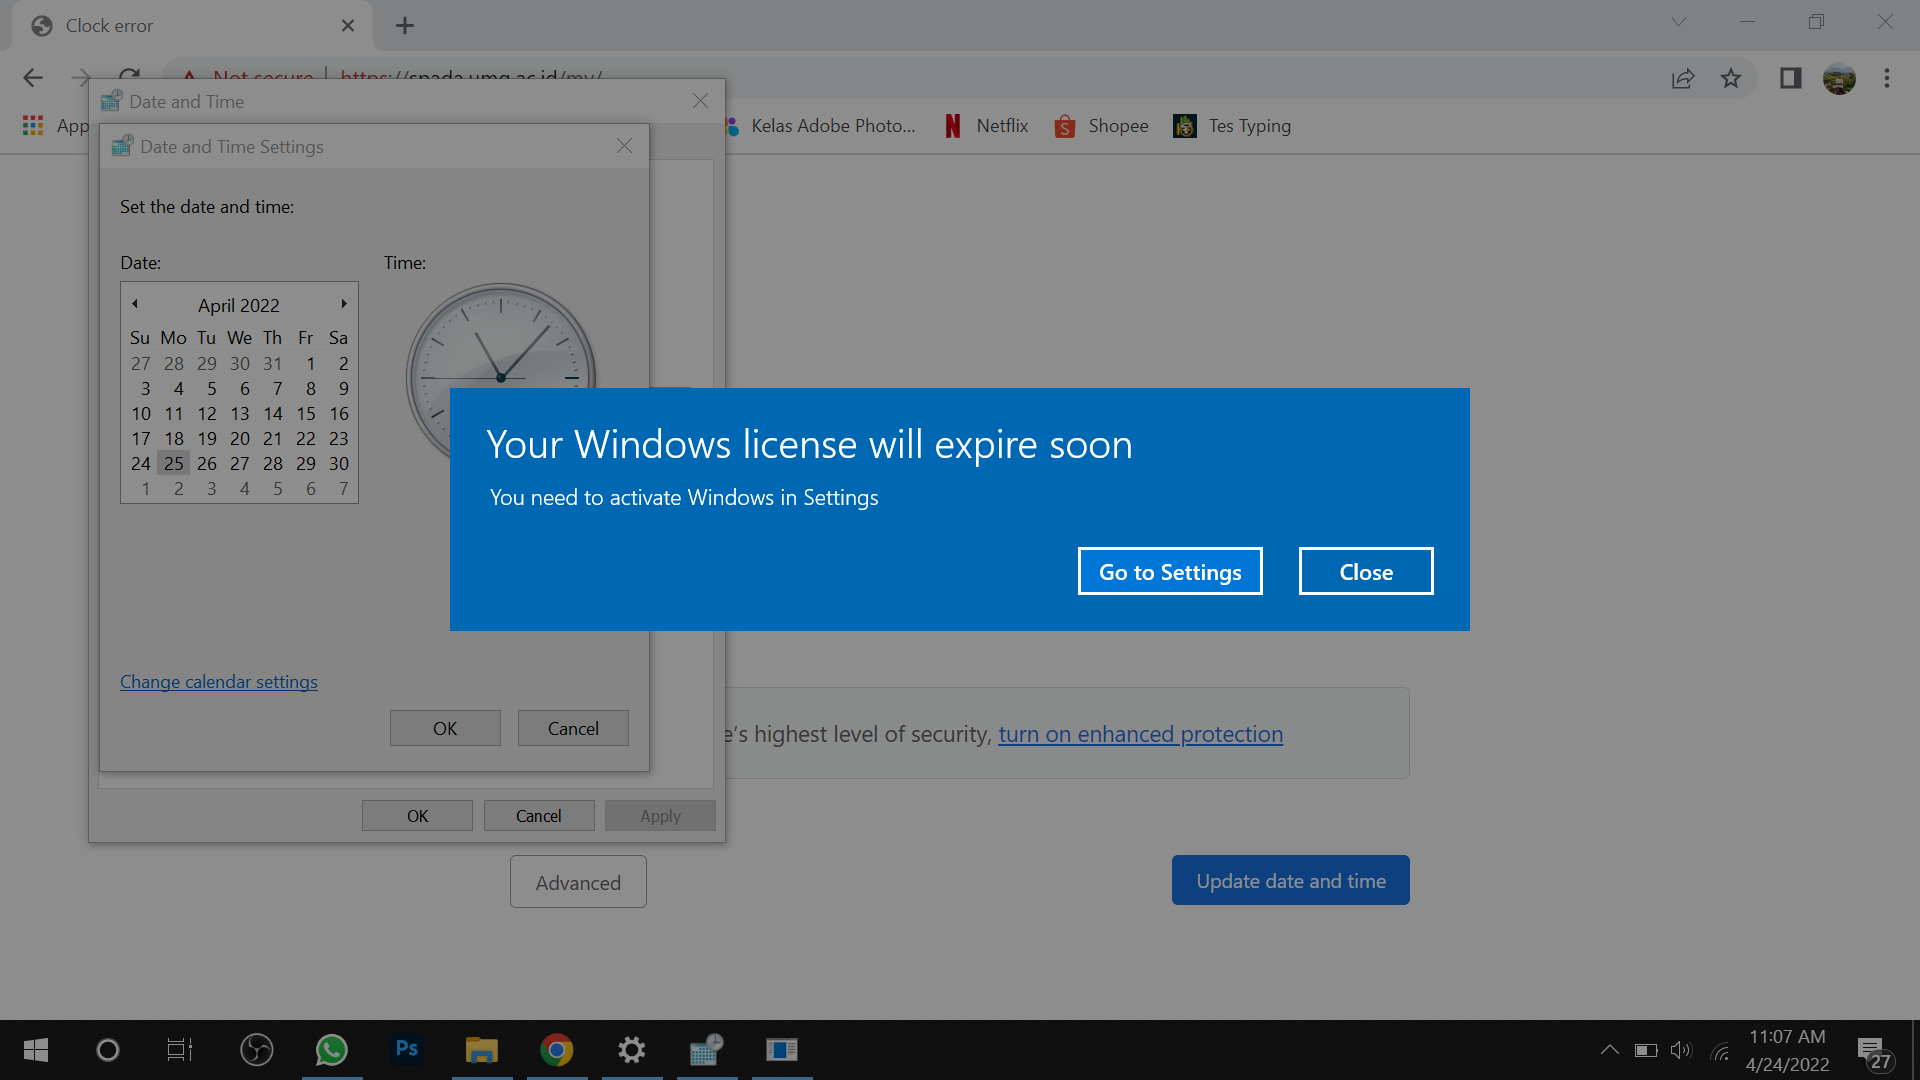 Clock error
Not secure https://spada.umg.ac.id/my/
App
Kelas Adobe Photo...
Netflix
Shopee
Tes Typing
Date and Time
Date and Time Settings
Set the date and time:
Date:
Time:
April 2022
Su Mo Tu We Th Fr Sa
27 28 29 30 31 1 2
3 4 5 6 7 8 9
10 11 12 13 14 15 16
17 18 19 20 21 22 23
24 25 26 27 28 29 30
1 2 3 4 5 6 7
Your Windows license will expire soon
You need to activate Windows in Settings
Go to Settings
Close
Change calendar settings
OK
Cancel
e's highest level of security, turn on enhanced protection
OK
Cancel
Apply
Advanced
Update date and time
Ps
11:07 AM
4/24/2022
27